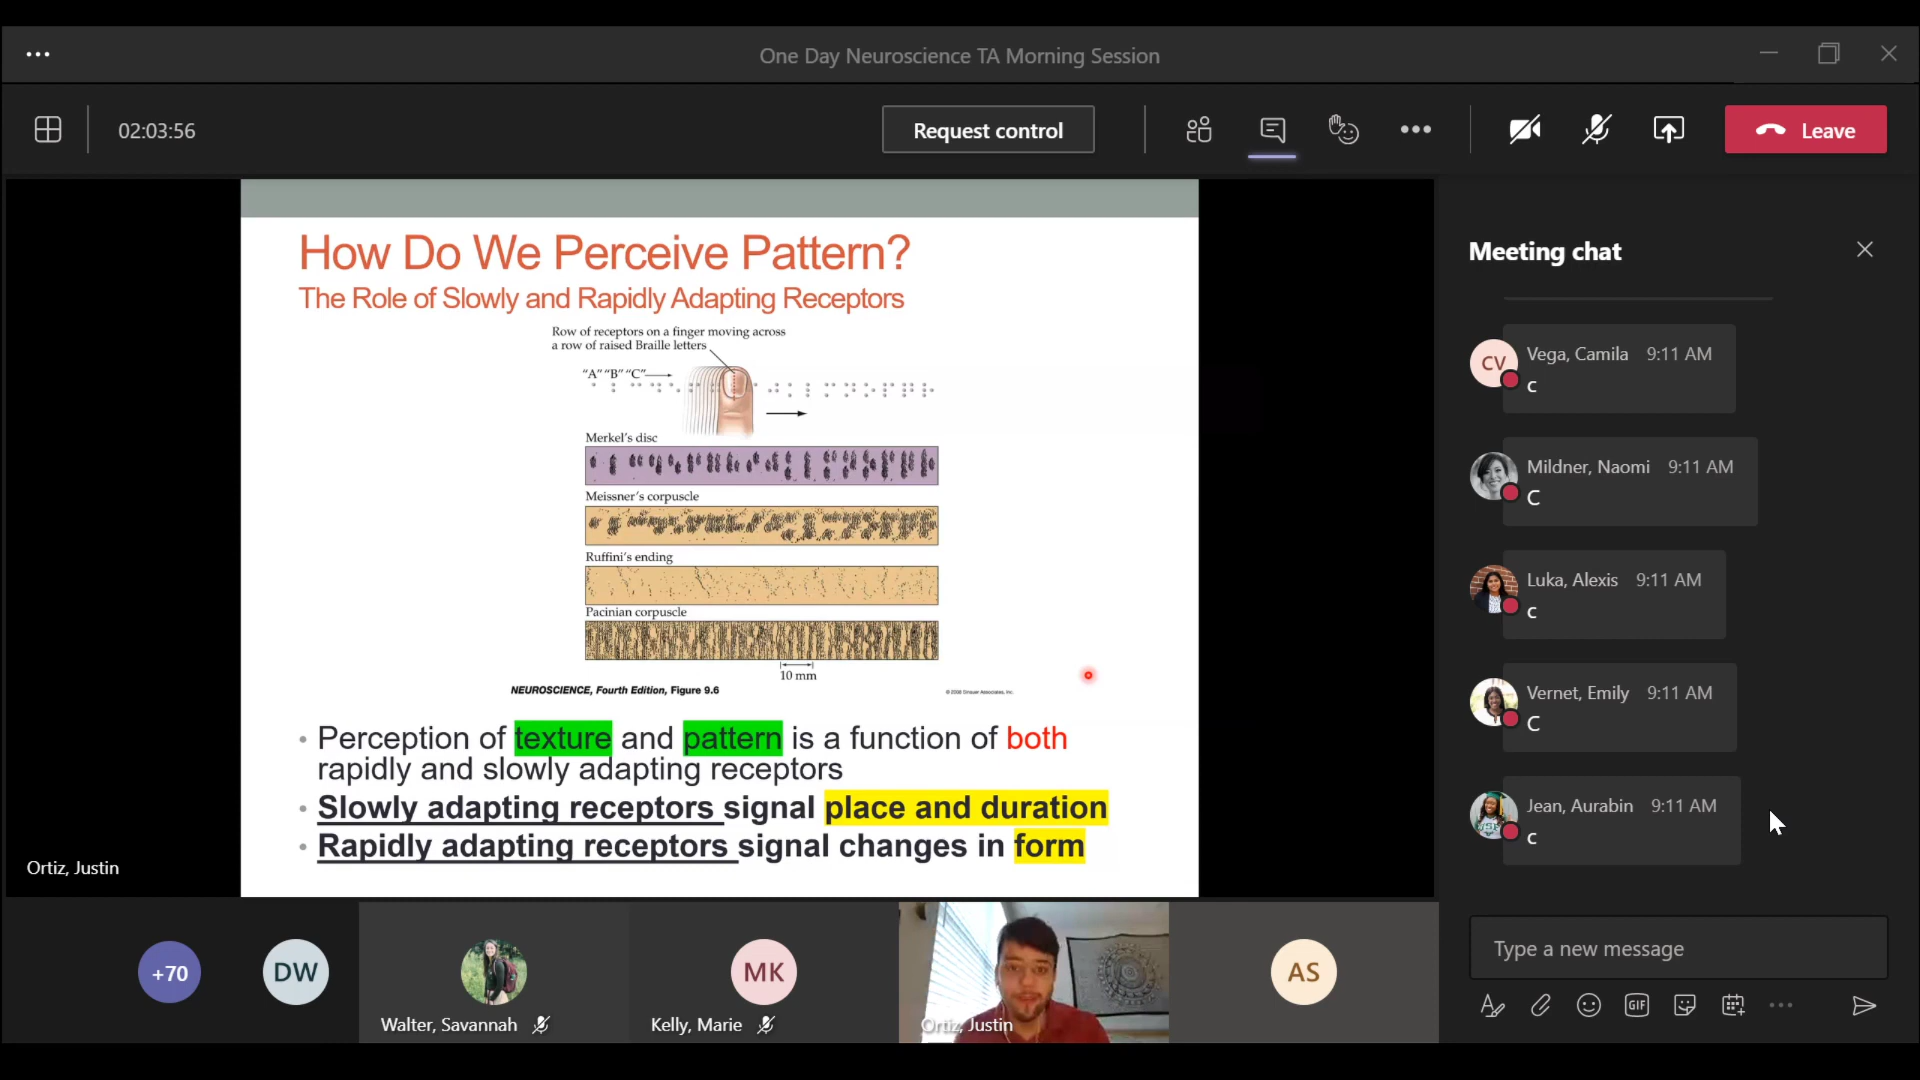 One Day Neuroscience TA Morning Session
02:03:56
Request control
Leave
How Do We Perceive Pattern?
The Role of Slowly and Rapidly Adapting Receptors
Row of receptors on a finger moving across
a row of raised Braille letters
“A” “B” “C”
Merkel's disc
Meissner's corpuscle
Ruffini's ending
Pacinian corpuscle
10 mm
NEUROSCIENCE, Fourth Edition, Figure 9.6
© 2008 Sinauer Associates, Inc.
• Perception of texture and pattern is a function of both
rapidly and slowly adapting receptors
• Slowly adapting receptors signal place and duration
• Rapidly adapting receptors signal changes in form
Ortiz, Justin
+70
DW
Walter, Savannah
MK
Kelly, Marie
Ortiz, Justin
AS
Meeting chat
CV
Vega, Camila 9:11 AM
c
Mildner, Naomi 9:11 AM
C
Luka, Alexis 9:11 AM
c
Vernet, Emily 9:11 AM
C
Jean, Aurabin 9:11 AM
c
Type a new message
GIF